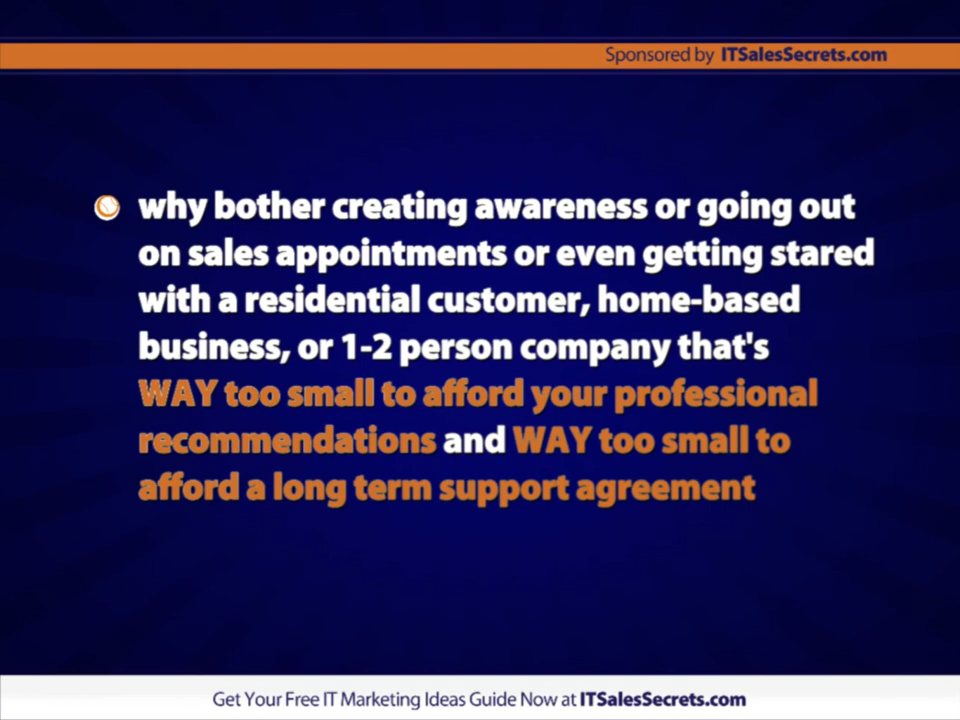 Sponsored by ITSalesSecrets.com
why bother creating awareness or going out
on sales appointments or even getting stared
with a residential customer, home-based
business, or 1-2 person company that's
WAY too small to afford your professional
recommendations and WAY too small to
afford a long term support agreement
Get Your Free IT Marketing Ideas Guide Now at ITSalesSecrets.com